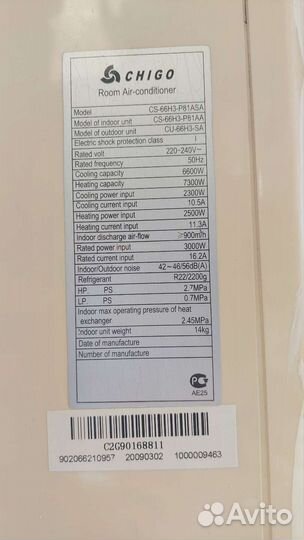 CHIGO
Room Air-conditioner
Model CS-66H3-P81ASA
Model of indoor unit CS-66H3-P81AA
Model of outdoor unit CU-66H3-SA
Electric shock protection class I
Rated volt 220-240V~
Rated frequency 50Hz
Cooling capacity 6600W
Heating capacity 7300W
Cooling power input 2300W
Cooling current input 10.5A
Heating power input 2500W
Heating current input 11.3A
Indoor discharge air-flow ≥900m³/h
Rated power input 3000W
Rated current input 16.2A
Indoor/Outdoor noise 42~46/56dB(A)
Refrigerant R22/2200g
HP. PS 2.7MPa
LP. PS 0.7MPa
Indoor max operating pressure of heat
exchanger 2.45MPa
Indoor unit weight 14kg
Date of manufacture
Number of manufacture
АЕ25
C2G90168811
902066210957 20090302 1000009463
Avito